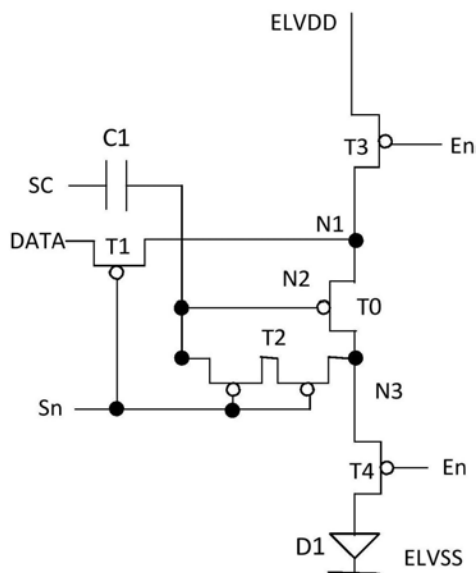 ELVDD
C1
T3
En
SC
N1
DATA
T1
N2
T0
T2
N3
Sn
T4
En
D1
ELVSS